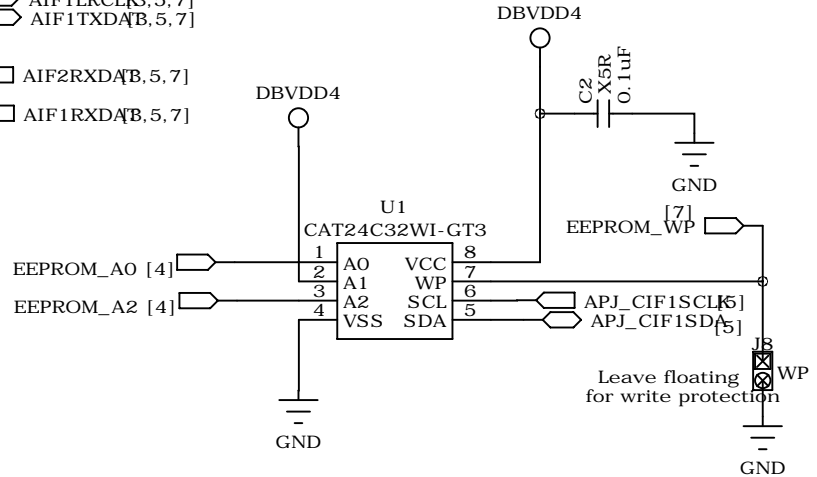 AIF1LRCLK[3,5,7]
AIF1TXDAT[3,5,7]
AIF2RXDAT[3,5,7]
AIF1RXDAT[3,5,7]
DBVDD4
DBVDD4
C2
X5R
0.1uF
GND
U1
CAT24C32WI-GT3
[7]
EEPROM_WP
EEPROM_A0 [4]
EEPROM_A2 [4]
1 A0 VCC 8
2 A1 WP 7
3 A2 SCL 6
4 VSS SDA 5
APJ_CIF1SCLK[5]
APJ_CIF1SDA
[5]
J8
WP
Leave floating
for write protection
GND
GND